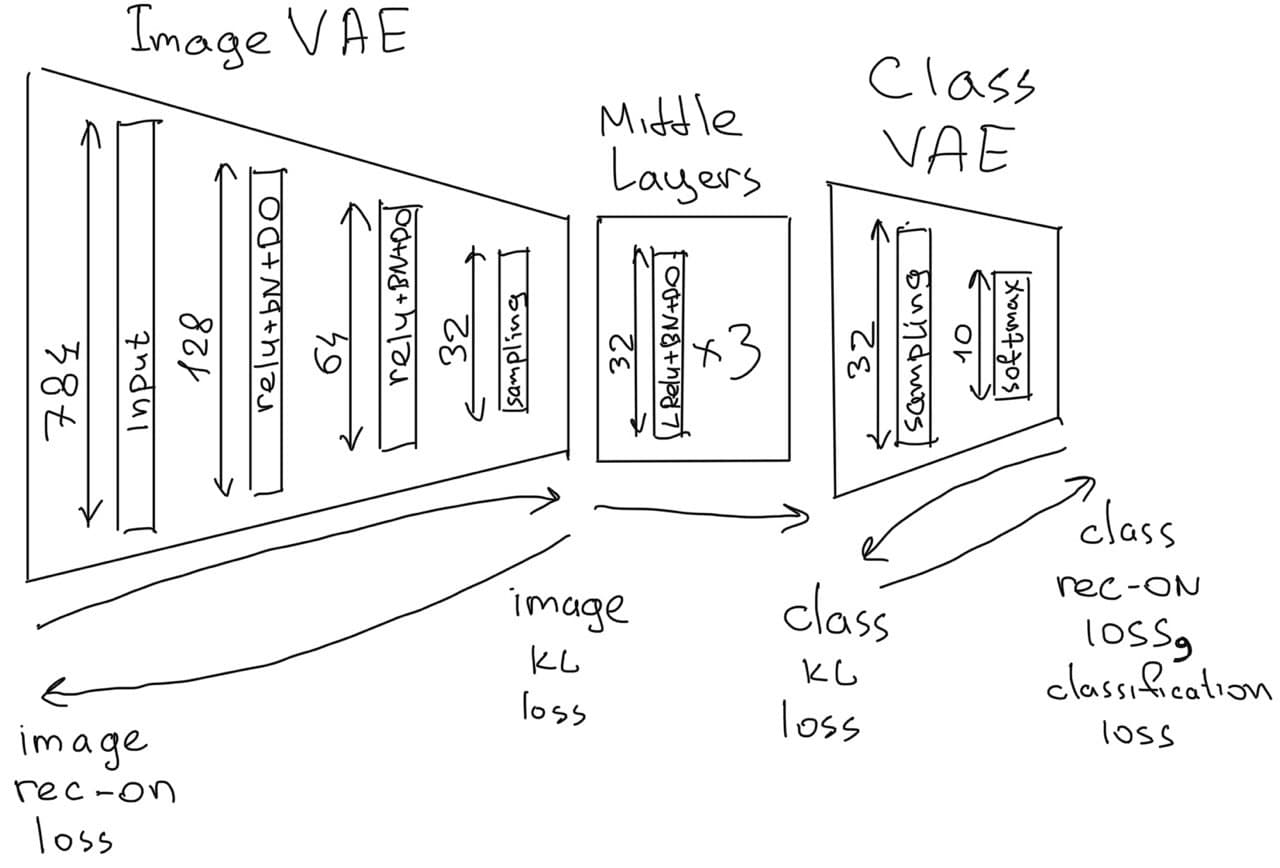 Image VAE
784
Input
128
relu+bN+DO
64
relu+BN+DO
32
sampling
Middle
Layers
32
LRelu+BN+DO
x3
Class
VAE
32
sampling
10
softmax
image
rec-on
loss
image
KL
loss
class
KL
loss
class
rec-ON
loss,
classification
loss